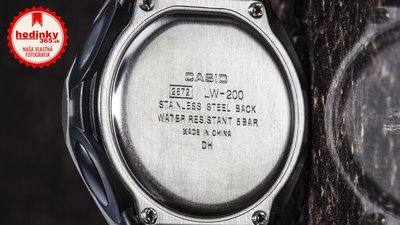 hodinky
365.sk
NAŠA VLASTNÁ
FOTOGRAFIA
CASIO
2672 LW-200
STAINLESS STEEL BACK
WATER RESISTANT 5BAR
MADE IN CHINA
DH